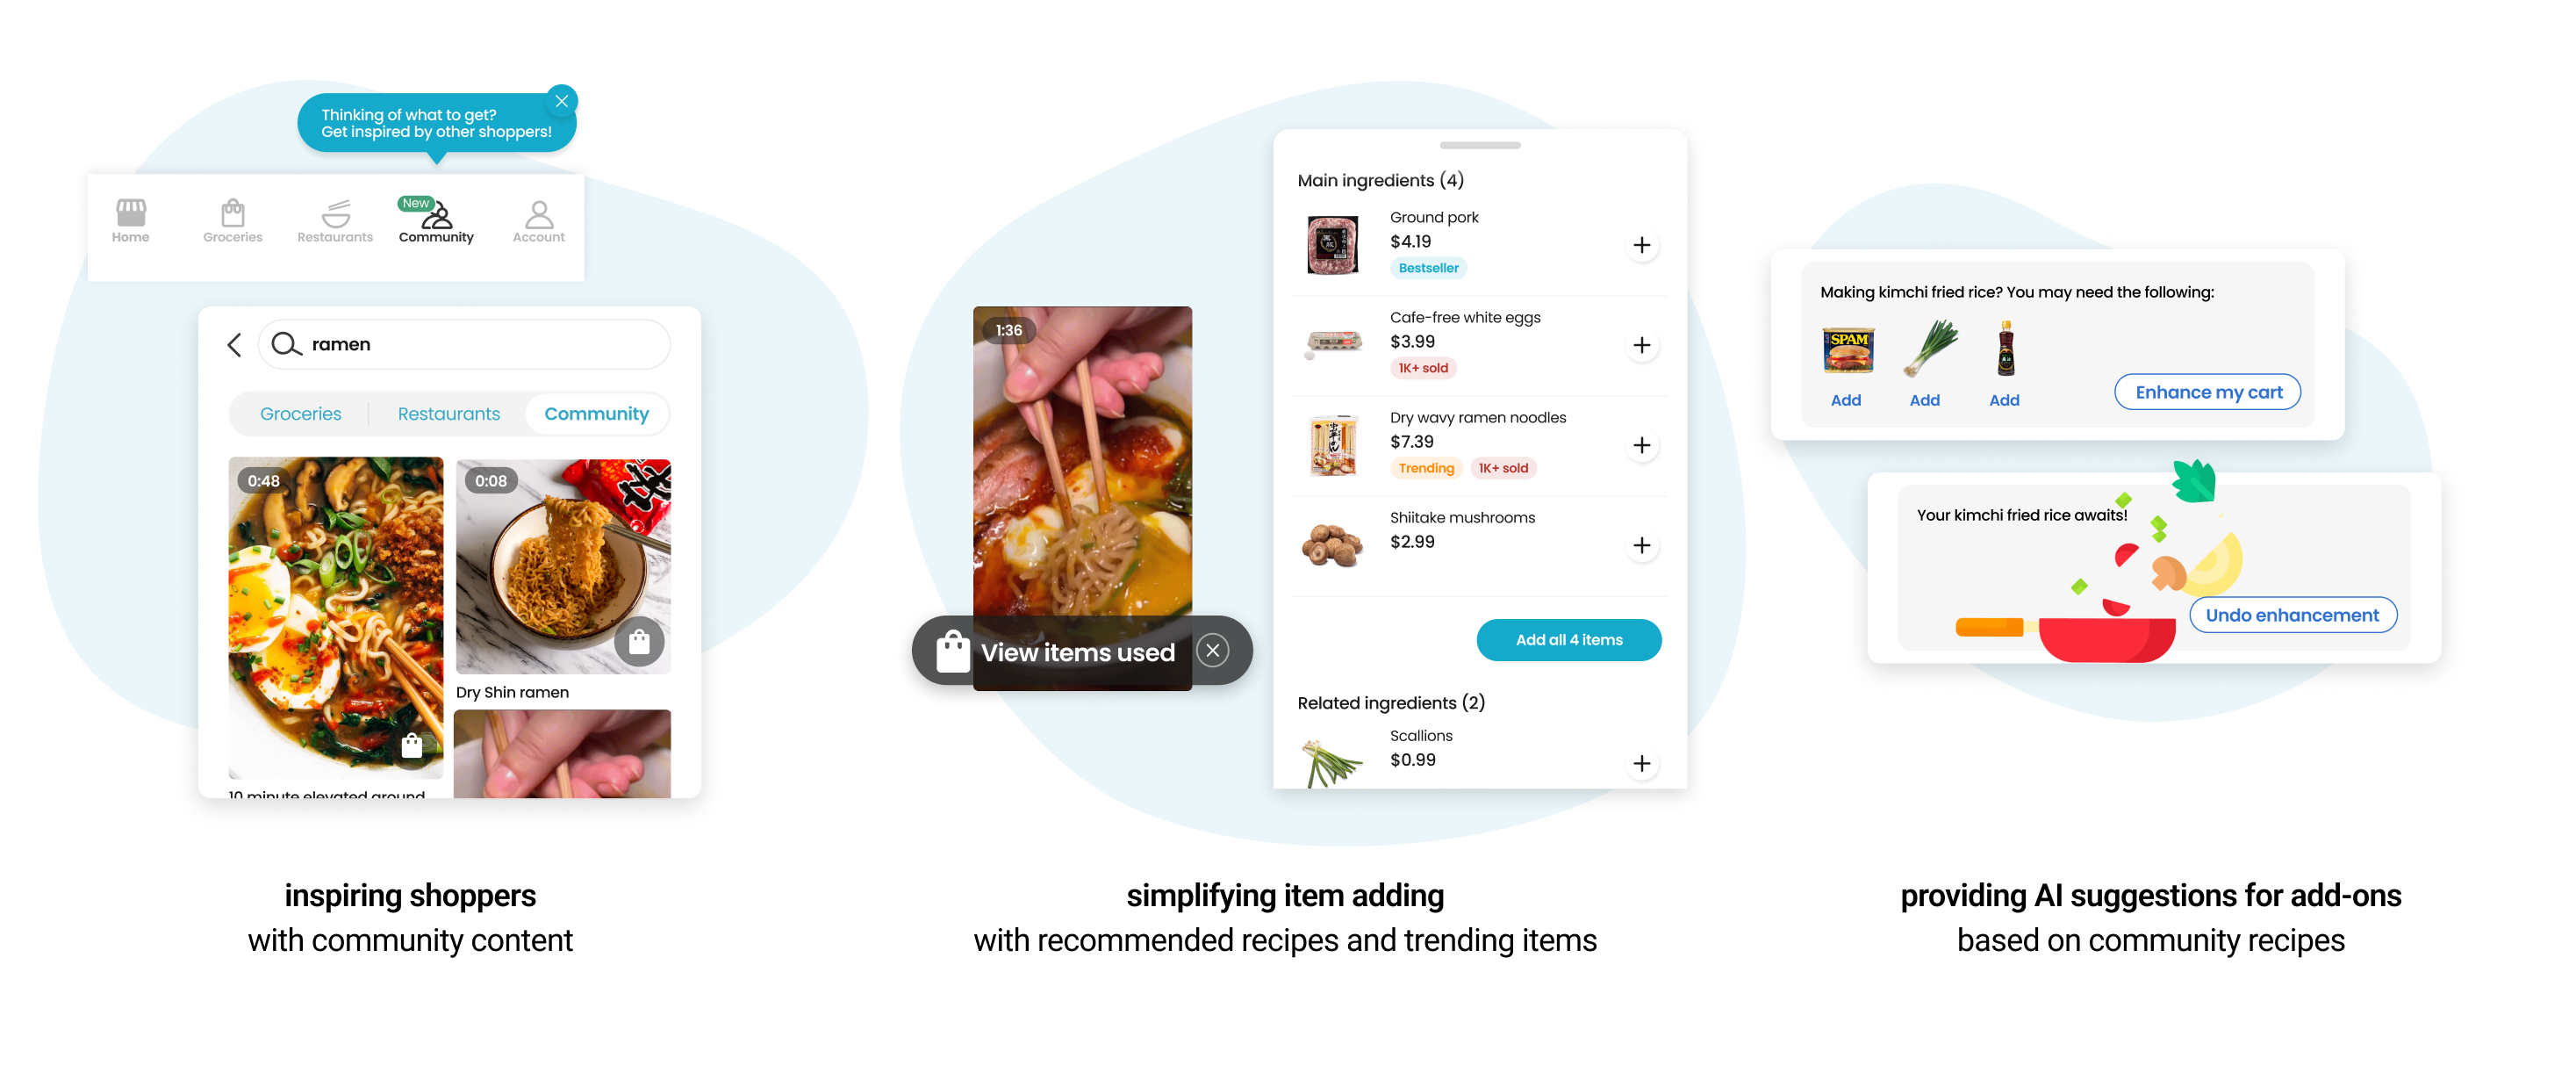 Thinking of what to get?
Get inspired by other shoppers!
New
Home
Groceries
Restaurants
Community
Account
ramen
Groceries
Restaurants
Community
0:48
0:08
Dry Shin ramen
10 minute elevated ground
1:36
View items used
Main ingredients (4)
Ground pork
$4.19
Bestseller
Cafe-free white eggs
$3.99
1K+ sold
Dry wavy ramen noodles
$7.39
Trending
1K+ sold
Shiitake mushrooms
$2.99
Add all 4 items
Related ingredients (2)
Scallions
$0.99
Making kimchi fried rice? You may need the following:
SPAM
Add
Add
Add
Enhance my cart
Your kimchi fried rice awaits!
Undo enhancement
inspiring shoppers
with community content
simplifying item adding
with recommended recipes and trending items
providing AI suggestions for add-ons
based on community recipes